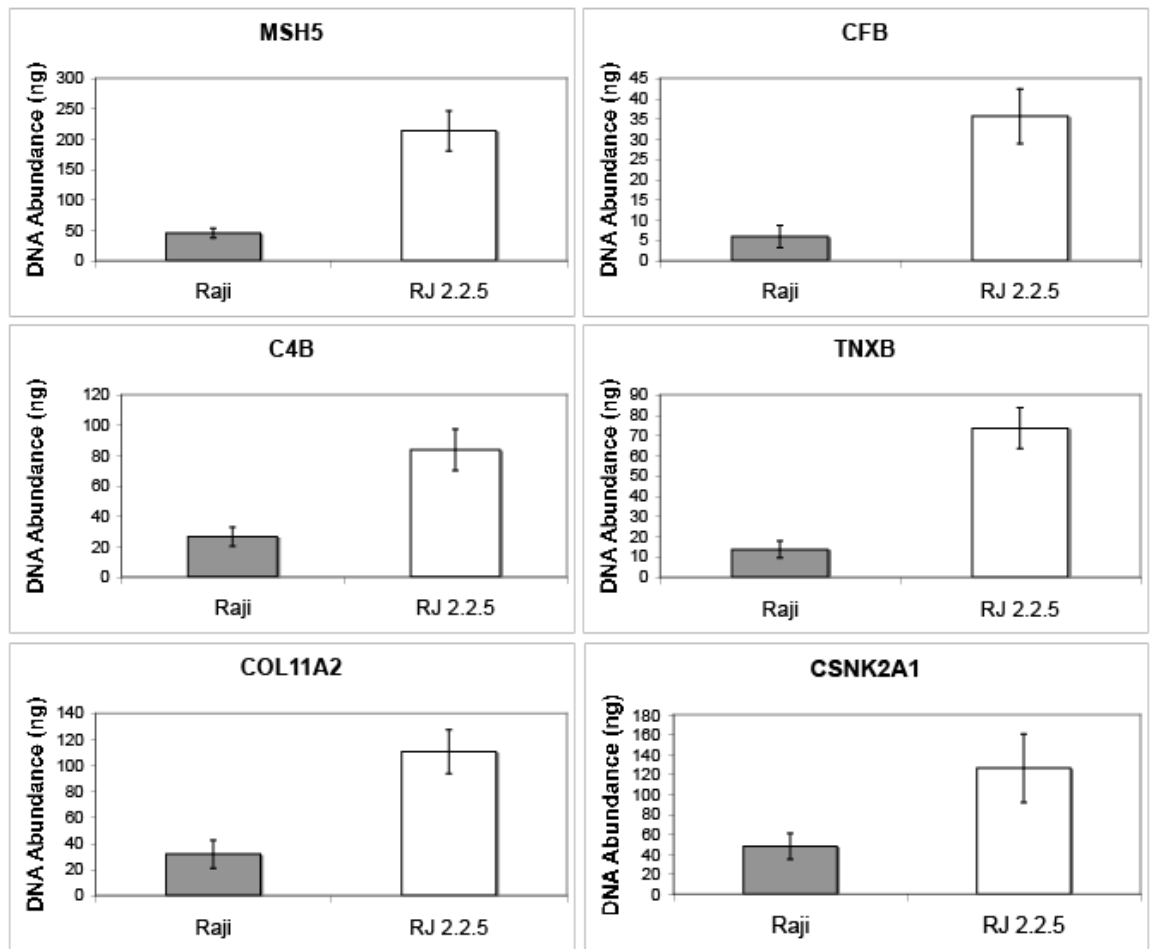 MSH5
DNA Abundance (ng)
300
250
200
150
100
50
0
Raji RJ 2.2.5
CFB
DNA Abundance (ng)
45
40
35
30
25
20
15
10
5
0
Raji RJ 2.2.5
C4B
DNA Abundance (ng)
120
100
80
60
40
20
0
Raji RJ 2.2.5
TNXB
DNA Abundance (ng)
90
80
70
60
50
40
30
20
10
0
Raji RJ 2.2.5
COL11A2
DNA Abundance (ng)
140
120
100
80
60
40
20
0
Raji RJ 2.2.5
CSNK2A1
DNA Abundance (ng)
180
160
140
120
100
80
60
40
20
0
Raji RJ 2.2.5